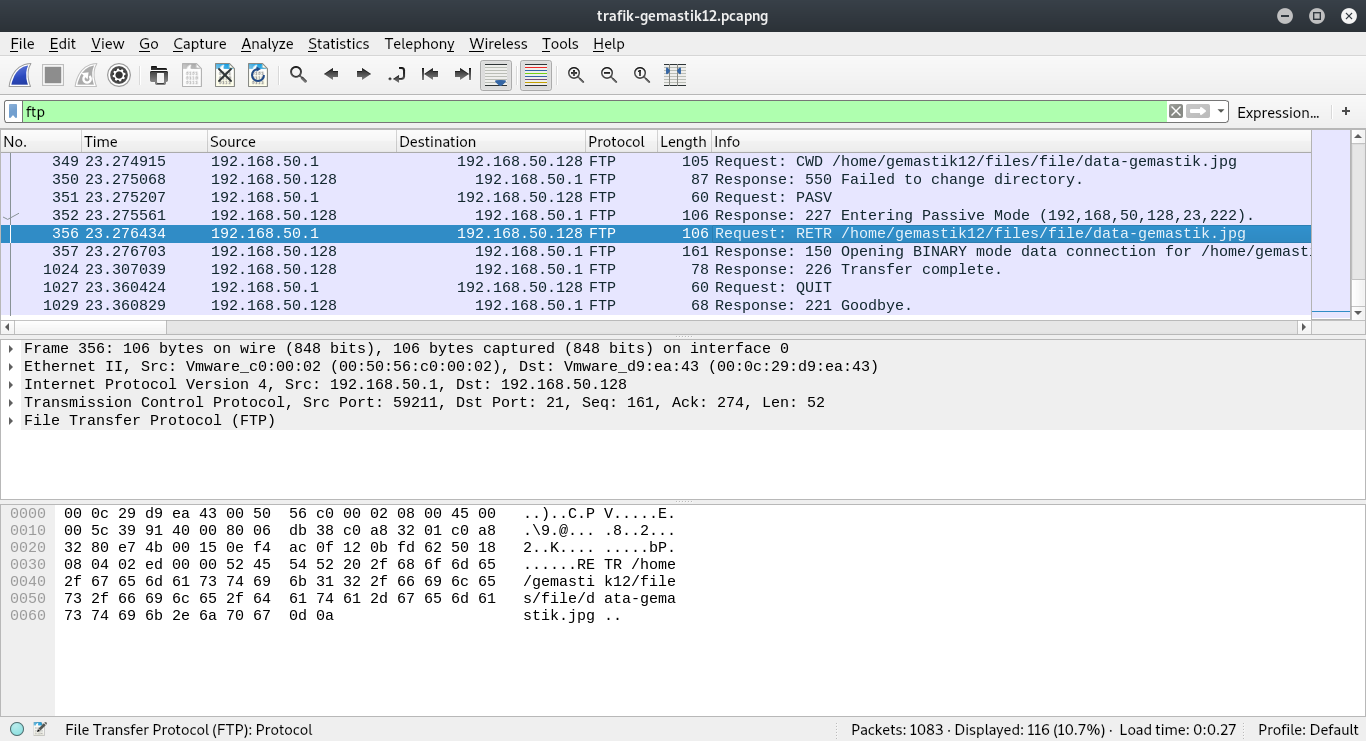 trafik-gemastik12.pcapng
File Edit View Go Capture Analyze Statistics Telephony Wireless Tools Help
ftp Expression... +
No. Time Source Destination Protocol Length Info
349 23.274915 192.168.50.1 192.168.50.128 FTP 105 Request: CWD /home/gemastik12/files/file/data-gemastik.jpg
350 23.275068 192.168.50.128 192.168.50.1 FTP 87 Response: 550 Failed to change directory.
351 23.275207 192.168.50.1 192.168.50.128 FTP 60 Request: PASV
352 23.275561 192.168.50.128 192.168.50.1 FTP 106 Response: 227 Entering Passive Mode (192,168,50,128,23,222).
356 23.276434 192.168.50.1 192.168.50.128 FTP 106 Request: RETR /home/gemastik12/files/file/data-gemastik.jpg
357 23.276703 192.168.50.128 192.168.50.1 FTP 161 Response: 150 Opening BINARY mode data connection for /home/gemasti
1024 23.307039 192.168.50.128 192.168.50.1 FTP 78 Response: 226 Transfer complete.
1027 23.360424 192.168.50.1 192.168.50.128 FTP 60 Request: QUIT
1029 23.360829 192.168.50.128 192.168.50.1 FTP 68 Response: 221 Goodbye.
Frame 356: 106 bytes on wire (848 bits), 106 bytes captured (848 bits) on interface 0
Ethernet II, Src: Vmware_c0:00:02 (00:50:56:c0:00:02), Dst: Vmware_d9:ea:43 (00:0c:29:d9:ea:43)
Internet Protocol Version 4, Src: 192.168.50.1, Dst: 192.168.50.128
Transmission Control Protocol, Src Port: 59211, Dst Port: 21, Seq: 161, Ack: 274, Len: 52
File Transfer Protocol (FTP)
0000 00 0c 29 d9 ea 43 00 50 56 c0 00 02 08 00 45 00 ..)..C.P V.....E.
0010 00 5c 39 91 40 00 80 06 db 38 c0 a8 32 01 c0 a8 .\9.@... .8..2...
0020 32 80 e7 4b 00 15 0e f4 ac 0f 12 0b fd 62 50 18 2..K.... .....bP.
0030 08 04 02 ed 00 00 52 45 54 52 20 2f 68 6f 6d 65 ......RE TR /home
0040 2f 67 65 6d 61 73 74 69 6b 31 32 2f 66 69 6c 65 /gemasti k12/file
0050 73 2f 66 69 6c 65 2f 64 61 74 61 2d 67 65 6d 61 s/file/d ata-gema
0060 73 74 69 6b 2e 6a 70 67 0d 0a stik.jpg ..
File Transfer Protocol (FTP): Protocol Packets: 1083 · Displayed: 116 (10.7%) · Load time: 0:0.27 Profile: Default